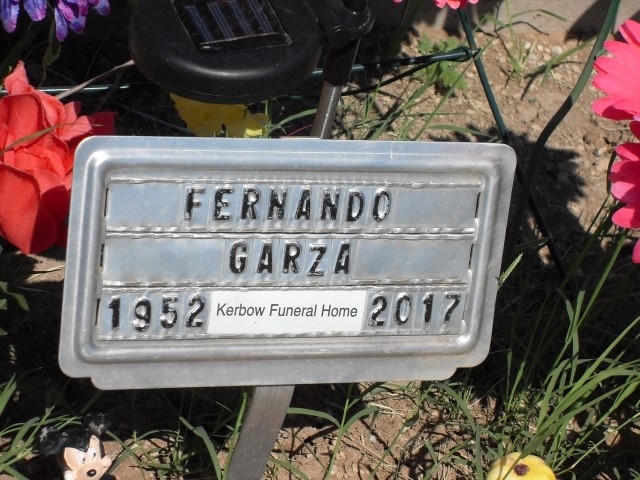 FERNANDO
GARZA
1952 Kerbow Funeral Home 2017